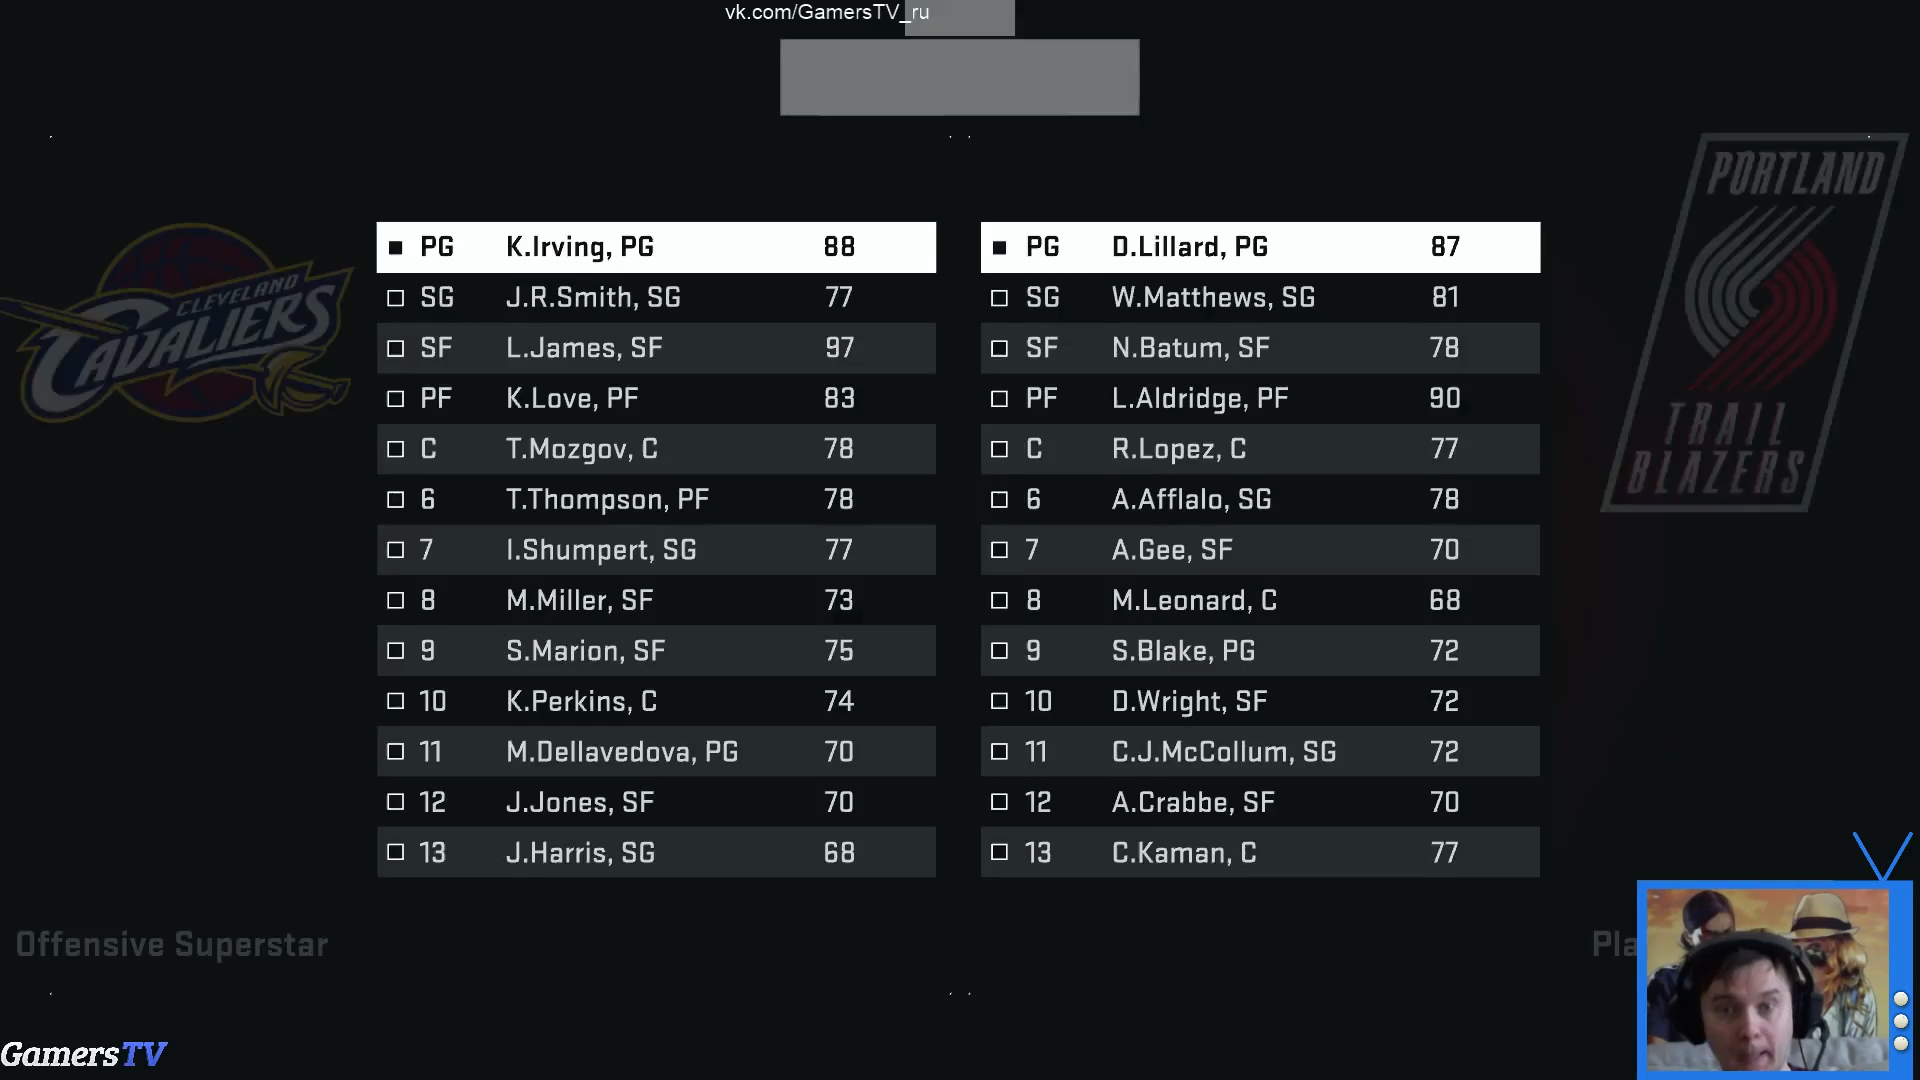 vk.com/GamersTV_ru
PORTLAND
TRAIL
BLAZERS
CLEVELAND
CAVALIERS
PG K.Irving, PG 88
SG J.R.Smith, SG 77
SF L.James, SF 97
PF K.Love, PF 83
C T.Mozgov, C 78
6 T.Thompson, PF 78
7 I.Shumpert, SG 77
8 M.Miller, SF 73
9 S.Marion, SF 75
10 K.Perkins, C 74
11 M.Dellavedova, PG 70
12 J.Jones, SF 70
13 J.Harris, SG 68
PG D.Lillard, PG 87
SG W.Matthews, SG 81
SF N.Batum, SF 78
PF L.Aldridge, PF 90
C R.Lopez, C 77
6 A.Afflalo, SG 78
7 A.Gee, SF 70
8 M.Leonard, C 68
9 S.Blake, PG 72
10 D.Wright, SF 72
11 C.J.McCollum, SG 72
12 A.Crabbe, SF 70
13 C.Kaman, C 77
Offensive Superstar
Pla
GamersTV